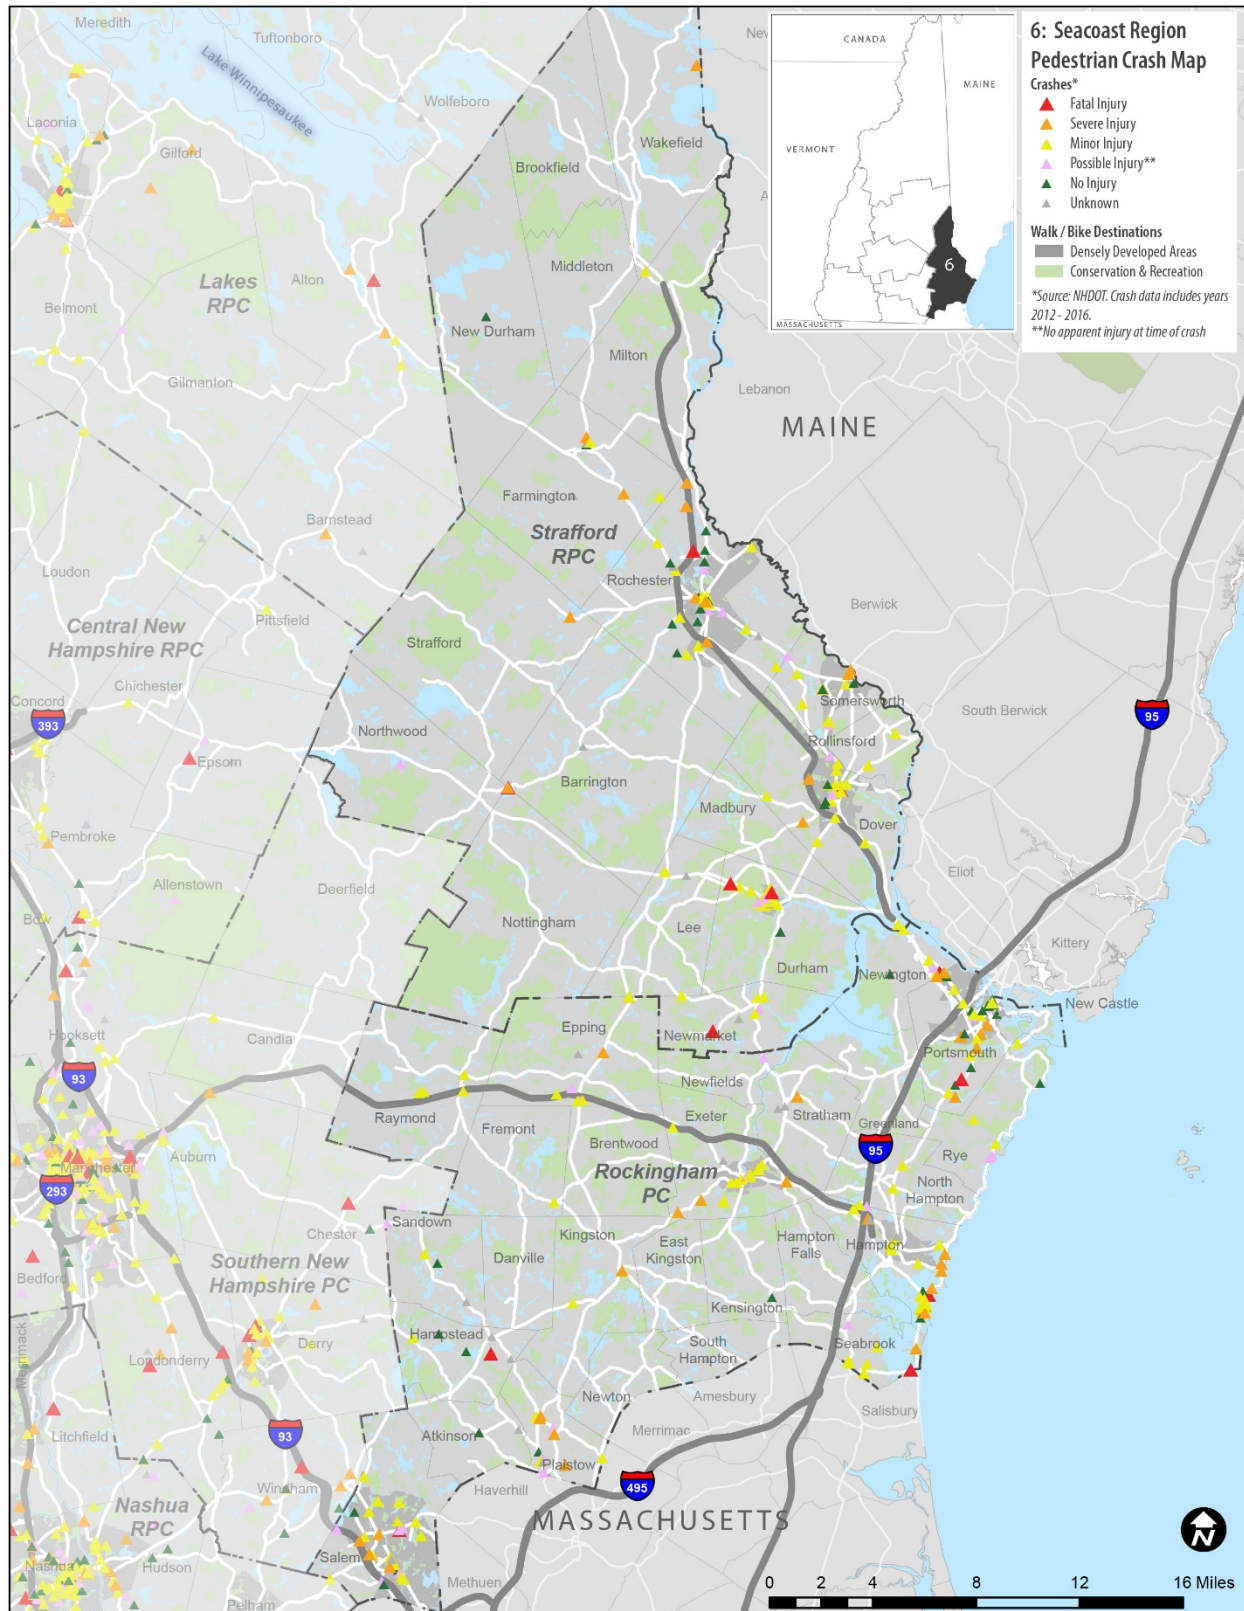 Meredith
Tuftonboro
Lake Winnipesaukee
Wolfeboro
Laconia
Gilford
Wakefield
Brookfield
Middleton
Lakes
RPC
Alton
Belmont
New Durham
Milton
Gilmanton
Lebanon
MAINE
Farmington
Barnstead
Strafford
RPC
Loudon
Rochester
Berwick
Central New
Hampshire RPC
Pittsfield
Strafford
Chichester
Concord
393
Somersworth
South Berwick
95
Northwood
Rollinsford
Epsom
Barrington
Madbury
Dover
Pembroke
Allenstown
Deerfield
Eliot
Bow
Nottingham
Lee
Durham
Kittery
Newington
New Castle
Hooksett
Candia
Epping
Newmarket
Portsmouth
93
Newfields
Raymond
Fremont
Exeter
Stratham
Greenland
Auburn
Brentwood
95
Rye
Manchester
293
Rockingham
PC
North
Hampton
Chester
Sandown
Southern New
Hampshire PC
Bedford
Danville
Kingston
East
Kingston
Hampton
Falls
Hampton
Kensington
Derry
Hampstead
Seabrook
Merrimack
Londonderry
South
Hampton
Newton
Amesbury
Salisbury
Litchfield
93
Atkinson
Merrimac
Plaistow
Windham
Haverhill
495
Nashua
RPC
MASSACHUSETTS
Nashua
Hudson
Salem
Methuen
Pelham
CANADA
MAINE
VERMONT
6
MASSACHUSETTS
6: Seacoast Region
Pedestrian Crash Map
Crashes*
Fatal Injury
Severe Injury
Minor Injury
Possible Injury**
No Injury
Unknown
Walk / Bike Destinations
Densely Developed Areas
Conservation & Recreation
*Source: NHDOT. Crash data includes years
2012 - 2016.
**No apparent injury at time of crash
N
0 2 4 8 12 16 Miles